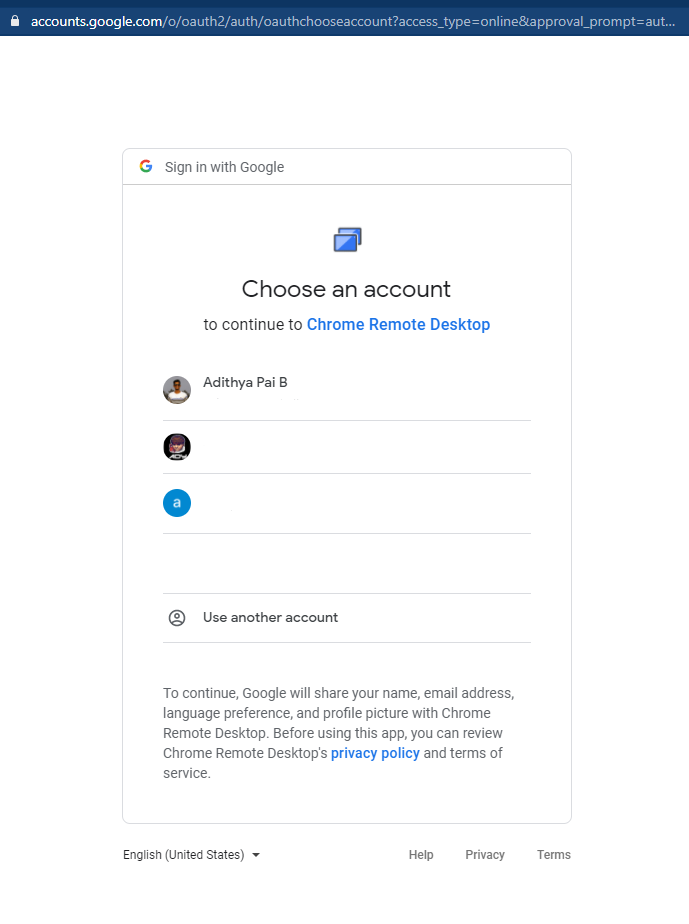 accounts.google.com/o/oauth2/auth/oauthchooseaccount?access_type=online&approval_prompt=aut...
Sign in with Google
Choose an account
to continue to Chrome Remote Desktop
Adithya Pai B
a
Use another account
To continue, Google will share your name, email address,
language preference, and profile picture with Chrome
Remote Desktop. Before using this app, you can review
Chrome Remote Desktop's privacy policy and terms of
service.
English (United States) Help Privacy Terms